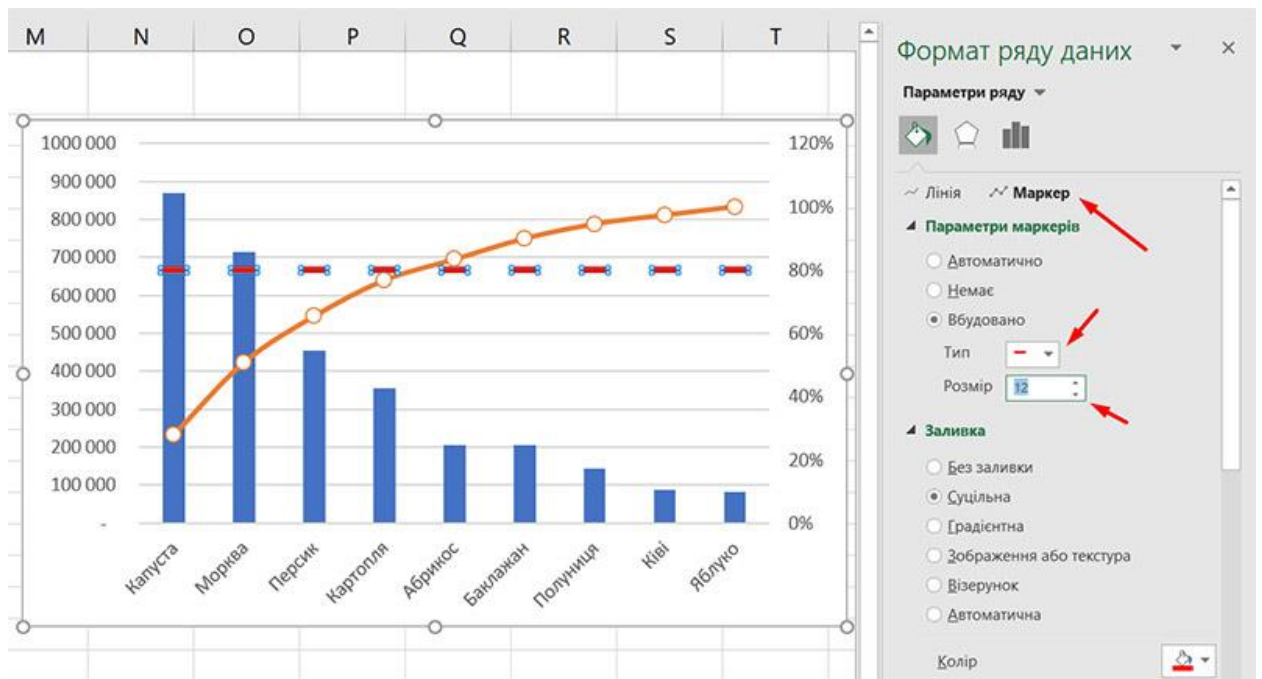 M N O P Q R S T
1000 000
900 000
800 000
700 000
600 000
500 000
400 000
300 000
200 000
100 000
-
120%
100%
80%
60%
40%
20%
0%
Капуста
Морква
Персик
Картопля
Абрикос
Баклажан
Полуниця
Ківі
Яблуко
Формат ряду даних
Параметри ряду
Лінія Маркер
Параметри маркерів
Автоматично
Немає
Вбудовано
Тип
Розмір 12
Заливка
Без заливки
Суцільна
Градієнтна
Зображення або текстура
Візерунок
Автоматична
Колір